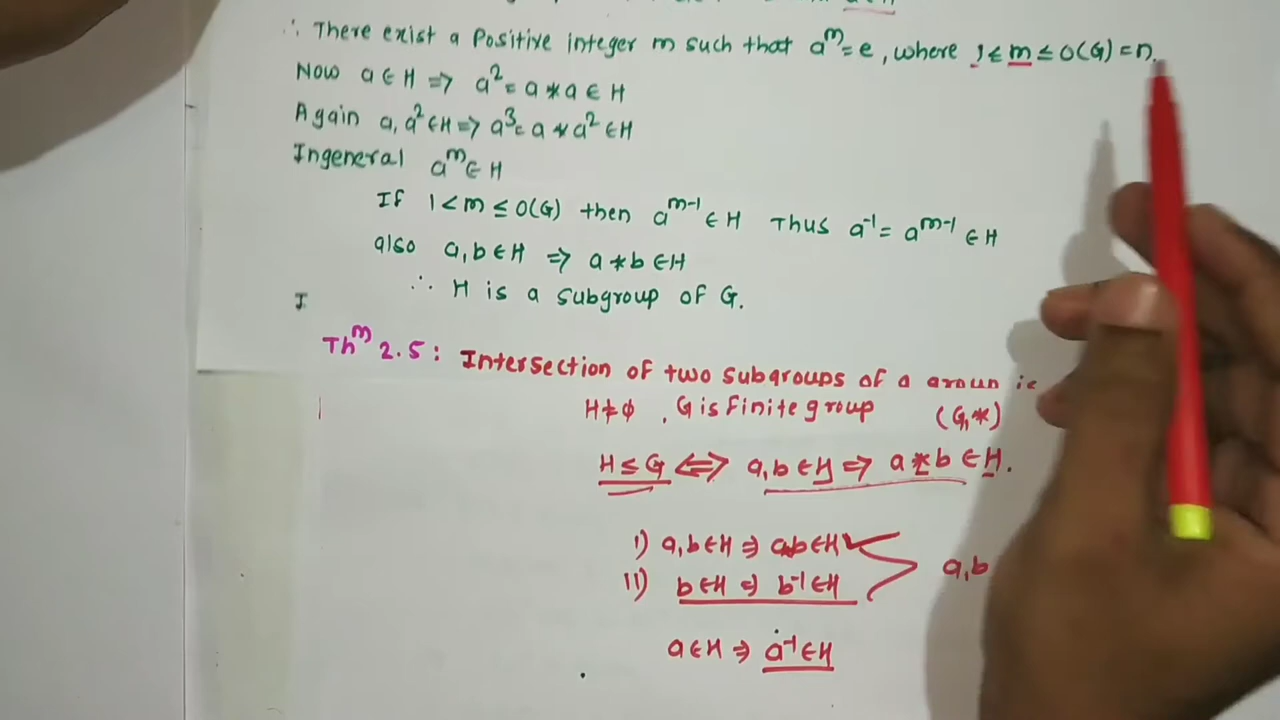 ∴ There exist a Positive integer m such that aᵐ=e, where 1≤m≤O(G)=n.
Now a∈H ⇒ a²=a*a∈H
Again a,a²∈H ⇒ a³=a*a²∈H
Ingeneral aᵐ∈H
If 1<m≤O(G) then aᵐ⁻¹∈H Thus a⁻¹=aᵐ⁻¹∈H
also a,b∈H ⇒ a*b∈H
∴ H is a subgroup of G.
I
Thᵐ 2.5: Intersection of two subgroups of a group is
H≠ϕ, G is finite group (G,*)
H≤G ⇔ a,b∈H ⇒ a*b∈H.
i) a,b∈H ⇒ ab∈H
ii) b∈H ⇒ b⁻¹∈H
a,b
a∈H ⇒ a⁻¹∈H